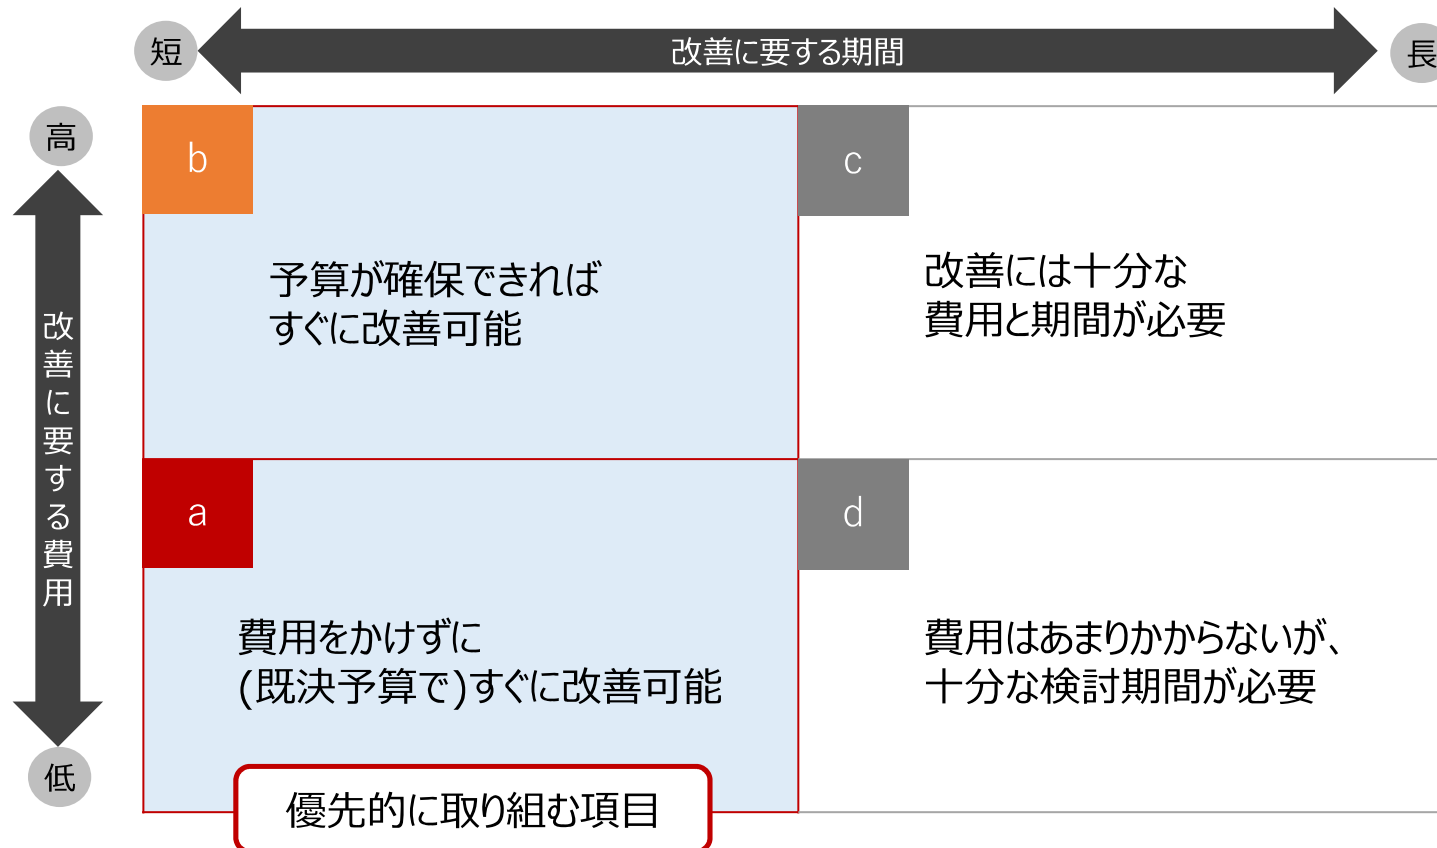 短
改善に要する期間
長
高
改善に要する費用
低
b
予算が確保できれば
すぐに改善可能
c
改善には十分な
費用と期間が必要
a
費用をかけずに
(既決予算で)すぐに改善可能
d
費用はあまりかからないが、
十分な検討期間が必要
優先的に取り組む項目